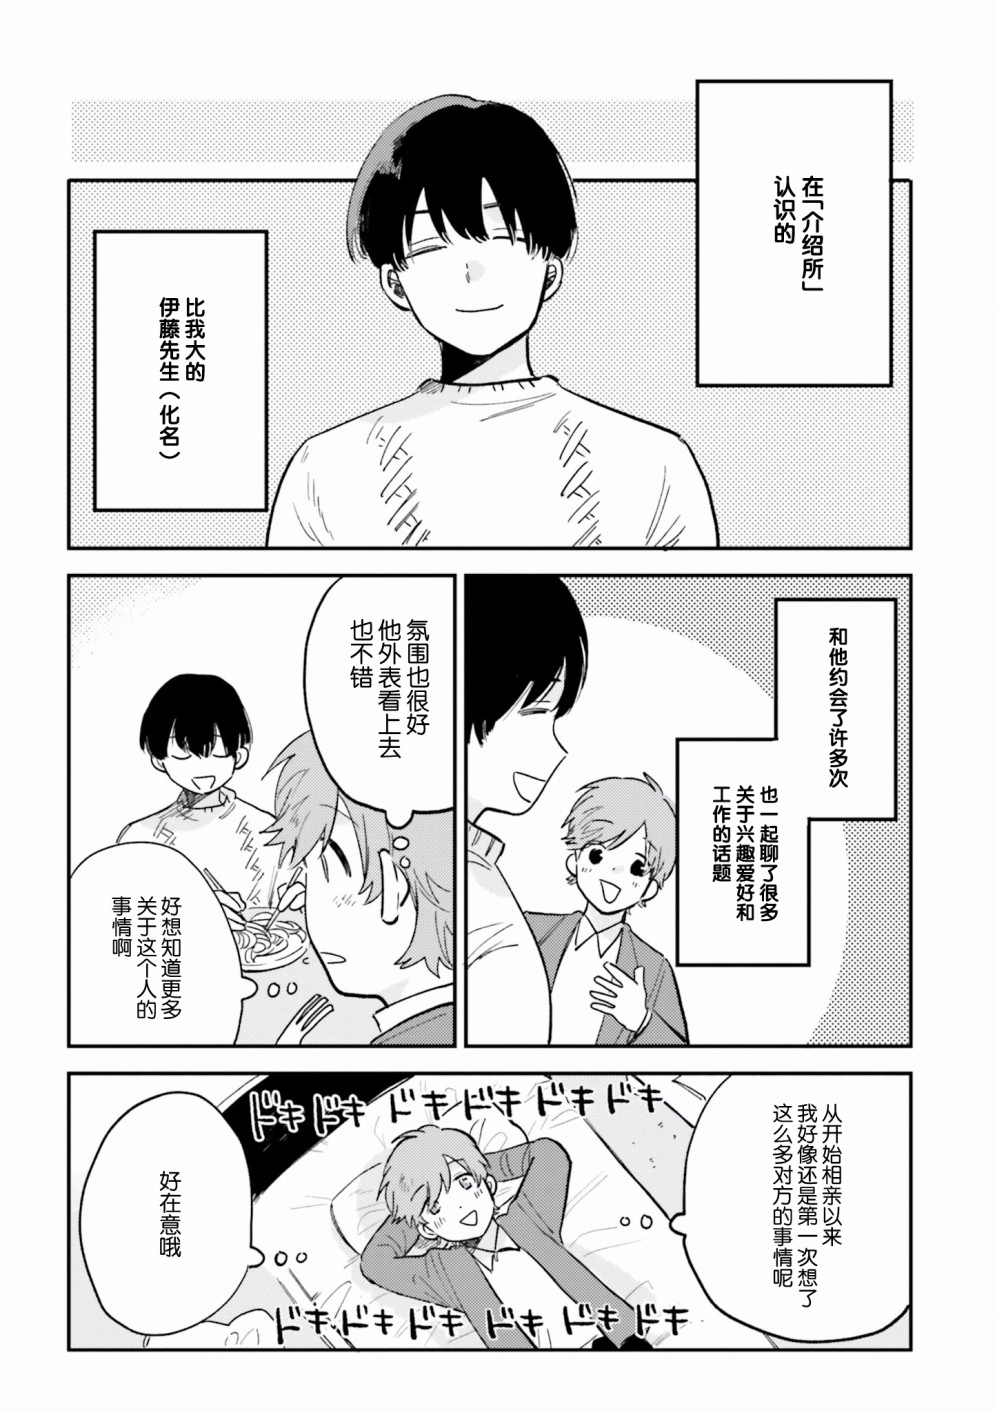 在「介绍所」
认识的
比我大的
伊藤先生（化名）
和他约会了许多次
也一起聊了很多
关于兴趣爱好和
工作的话题
氛围也很好
他外表看上去
也不错
好想知道更多
关于这个人的
事情啊
从开始相亲以来
我好像还是第一次想了
这么多对方的事情呢
ドキドキドキドキドキドキ
好在意哦
ドキドキドキドキドキドキ